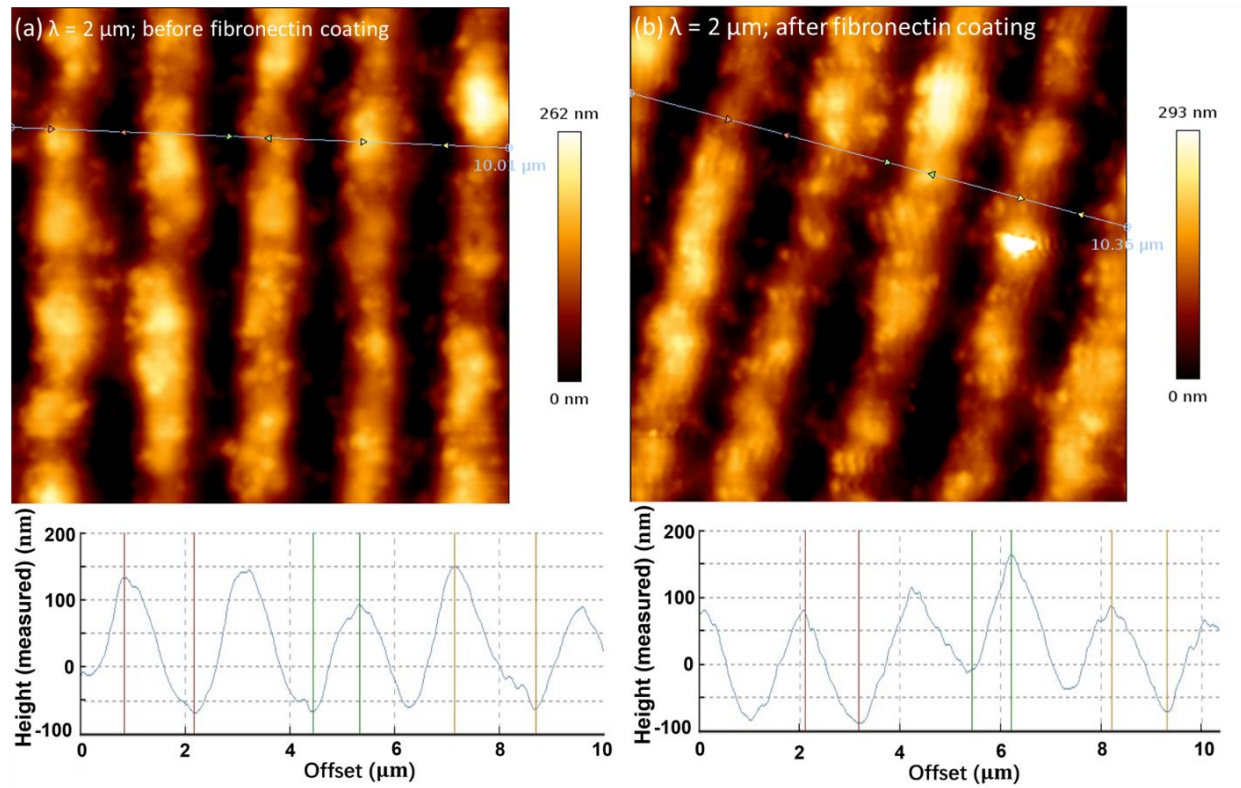 (a) λ = 2 μm; before fibronectin coating
262 nm
10.01 μm
0 nm
(b) λ = 2 μm; after fibronectin coating
293 nm
10.36 μm
0 nm
Height (measured) (nm)
200
100
0
-100
0 2 4 6 8 10
Offset (μm)
Height (measured) (nm)
200
100
0
-100
0 2 4 6 8 10
Offset (μm)